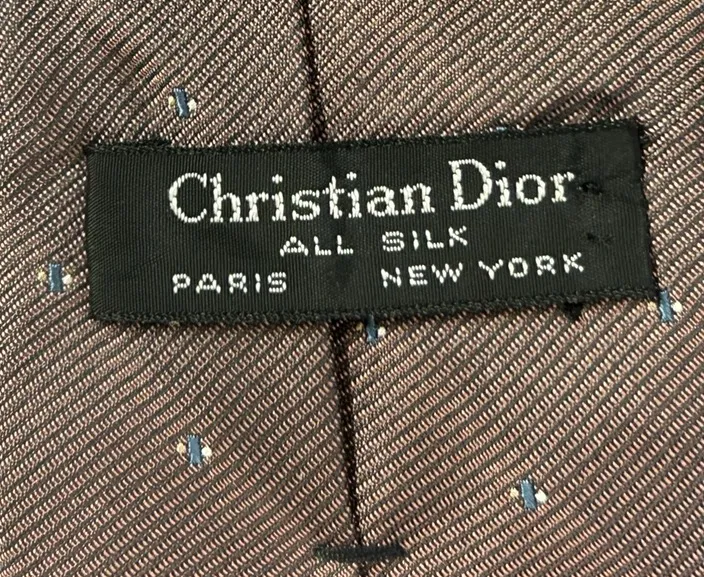 Christian Dior
ALL SILK
PARIS NEW YORK